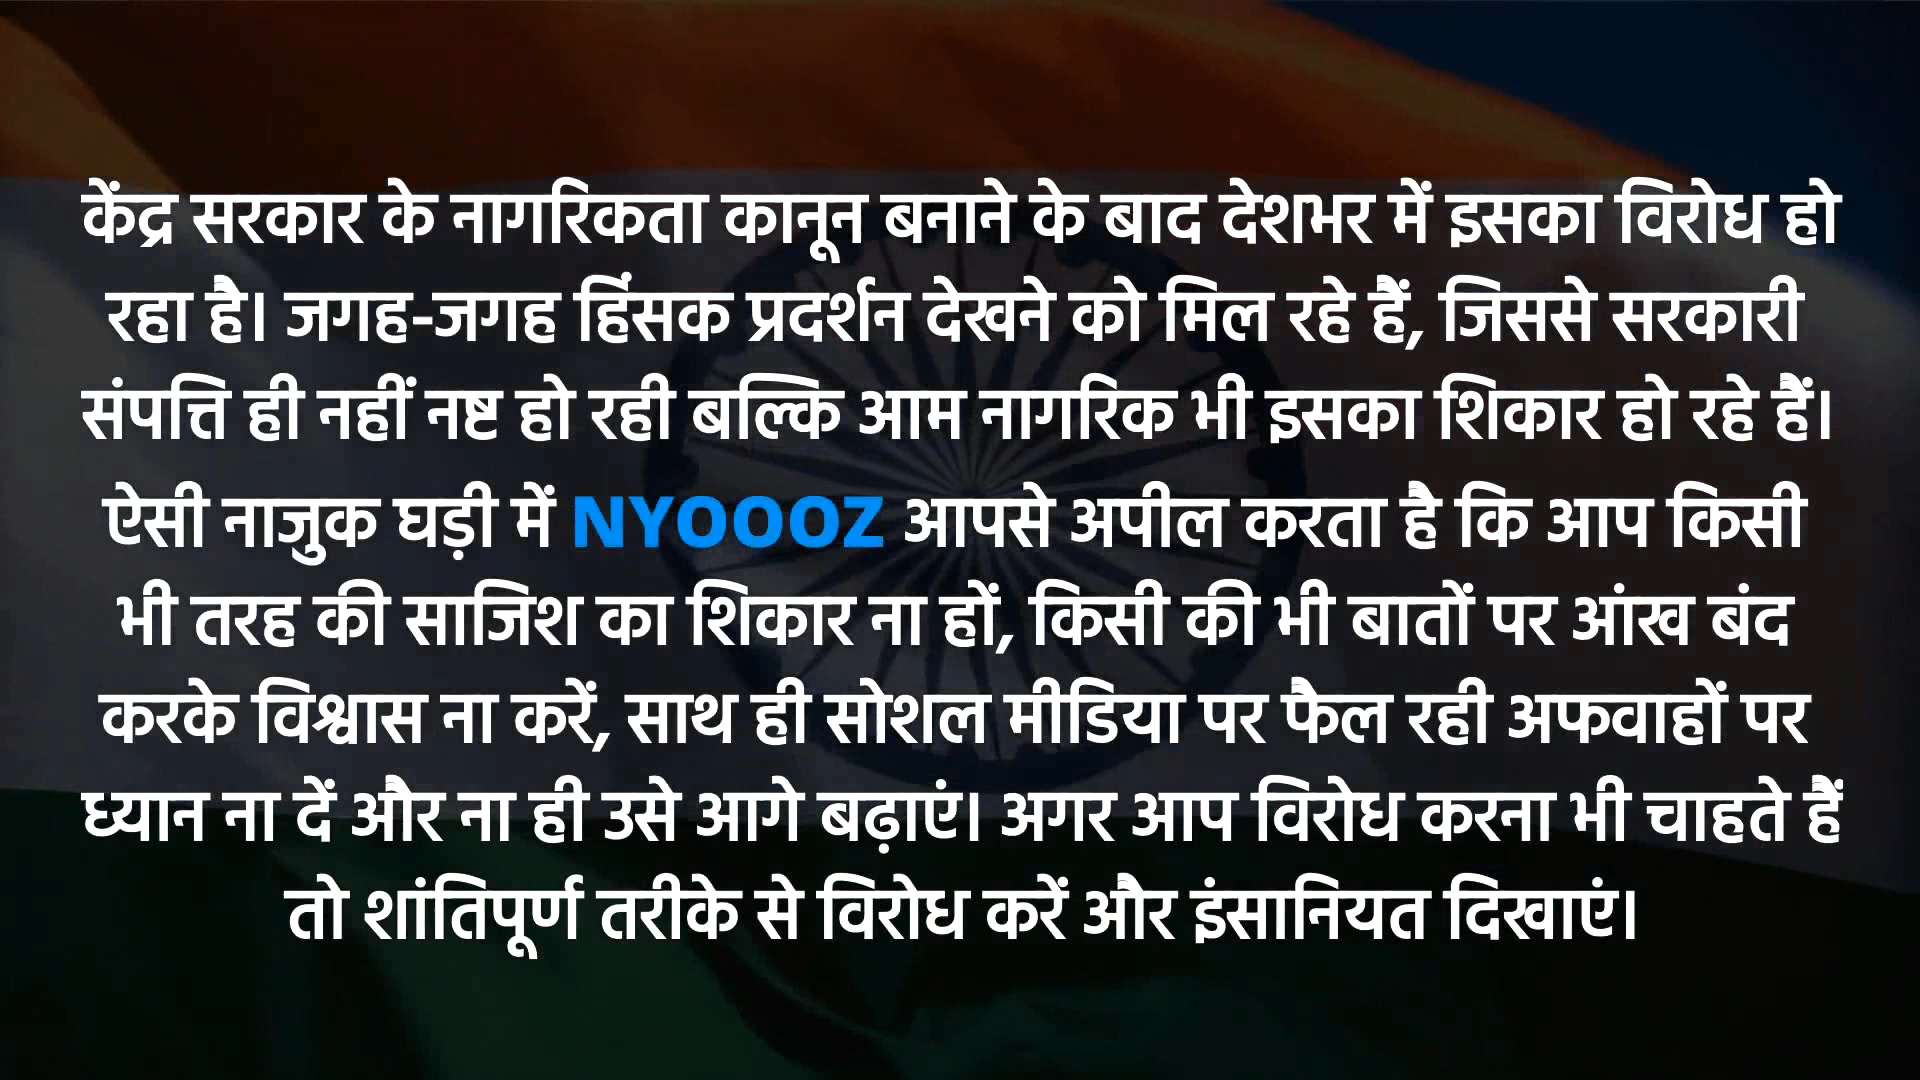 केंद्र सरकार के नागरिकता कानून बनाने के बाद देशभर में इसका विरोध हो
रहा है। जगह-जगह हिंसक प्रदर्शन देखने को मिल रहे हैं, जिससे सरकारी
संपत्ति ही नहीं नष्ट हो रही बल्कि आम नागरिक भी इसका शिकार हो रहे हैं।
ऐसी नाजुक घड़ी में NYOOOZ आपसे अपील करता है कि आप किसी
भी तरह की साजिश का शिकार ना हों, किसी की भी बातों पर आंख बंद
करके विश्वास ना करें, साथ ही सोशल मीडिया पर फैल रही अफवाहों पर
ध्यान ना दें और ना ही उसे आगे बढ़ाएं। अगर आप विरोध करना भी चाहते हैं
तो शांतिपूर्ण तरीके से विरोध करें और इंसानियत दिखाएं।